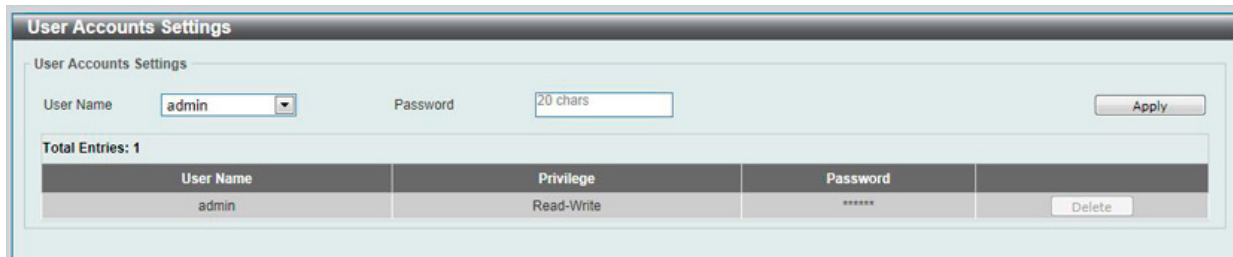 User Accounts Settings
User Accounts Settings
User Name admin Password 20 chars Apply
Total Entries: 1
User Name Privilege Password
admin Read-Write ****** Delete